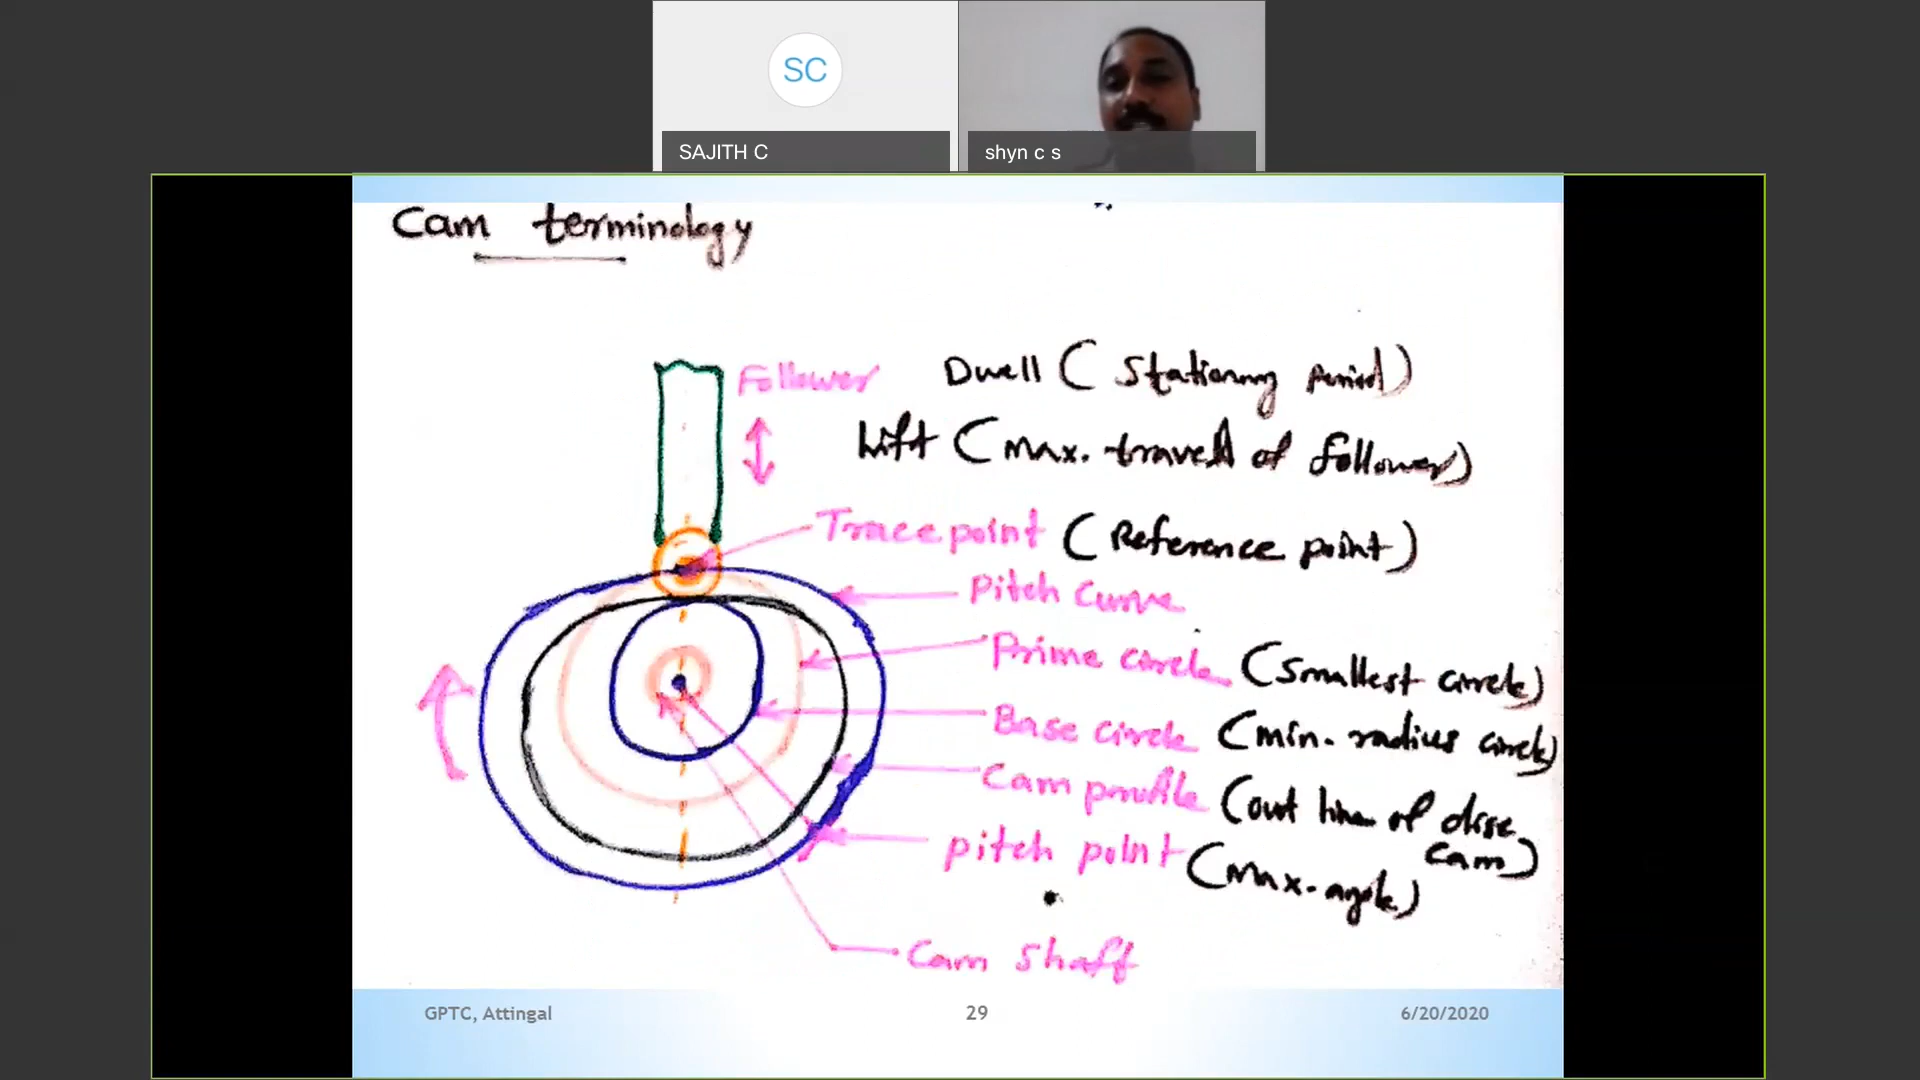 SC
SAJITH C
shyn c s
Cam terminology
Follower
Dwell (Stationary period)
Lift (Max. travel of follower)
Trace point (Reference point)
Pitch curve
Prime circle (Smallest circle)
Base circle (min. radius circle)
Cam profile (out line of disc cam)
pitch point (Max. angle)
Cam shaft
GPTC, Attingal
29
6/20/2020